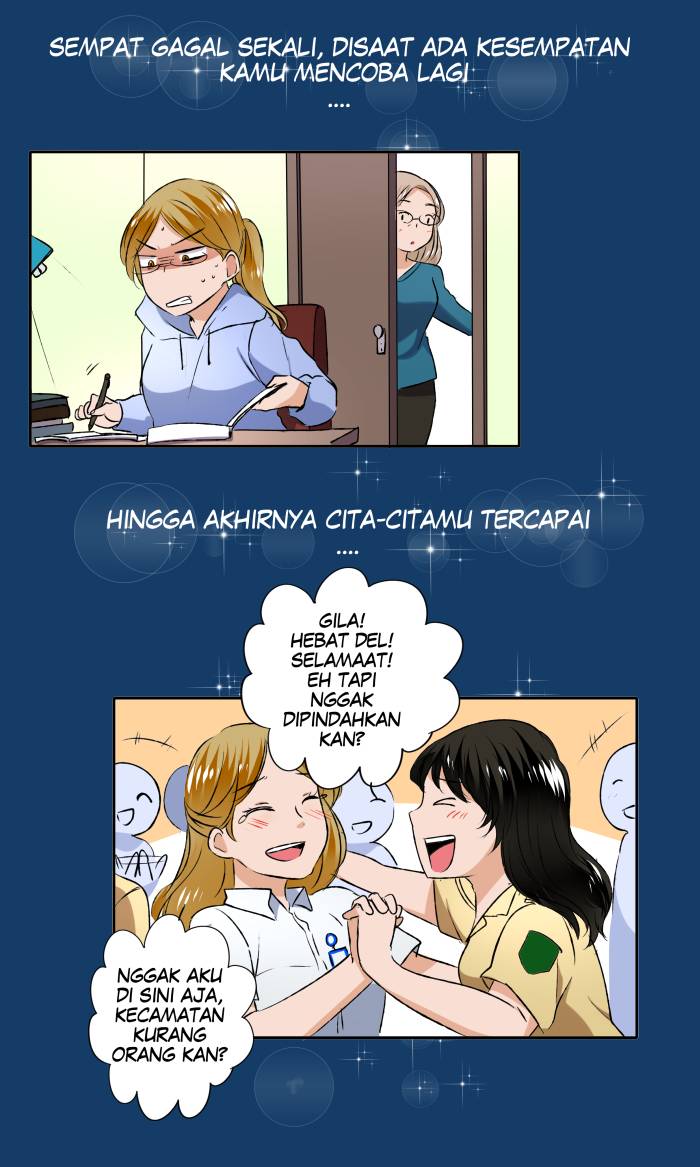 SEMPAT GAGAL SEKALI, DISAAT ADA KESEMPATAN
KAMU MENCOBA LAGI
....
HINGGA AKHIRNYA CITA-CITAMU TERCAPAI
....
GILA!
HEBAT DEL!
SELAMAAT!
EH TAPI
NGGAK
DIPINDAHKAN
KAN?
NGGAK AKU
DI SINI AJA,
KECAMATAN
KURANG
ORANG KAN?